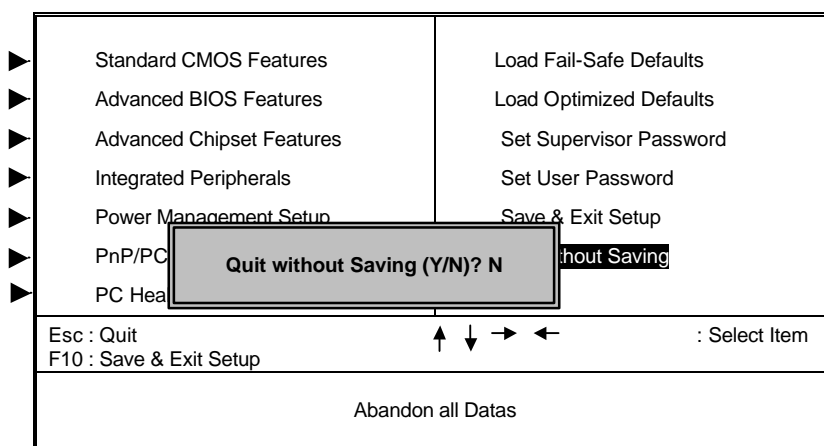 Standard CMOS Features
Advanced BIOS Features
Advanced Chipset Features
Integrated Peripherals
Power Management Setup
PnP/PC
PC Hea
Load Fail-Safe Defaults
Load Optimized Defaults
Set Supervisor Password
Set User Password
Save & Exit Setup
hout Saving
Quit without Saving (Y/N)? N
Esc : Quit
↑ ↓ → ← : Select Item
F10 : Save & Exit Setup
Abandon all Datas